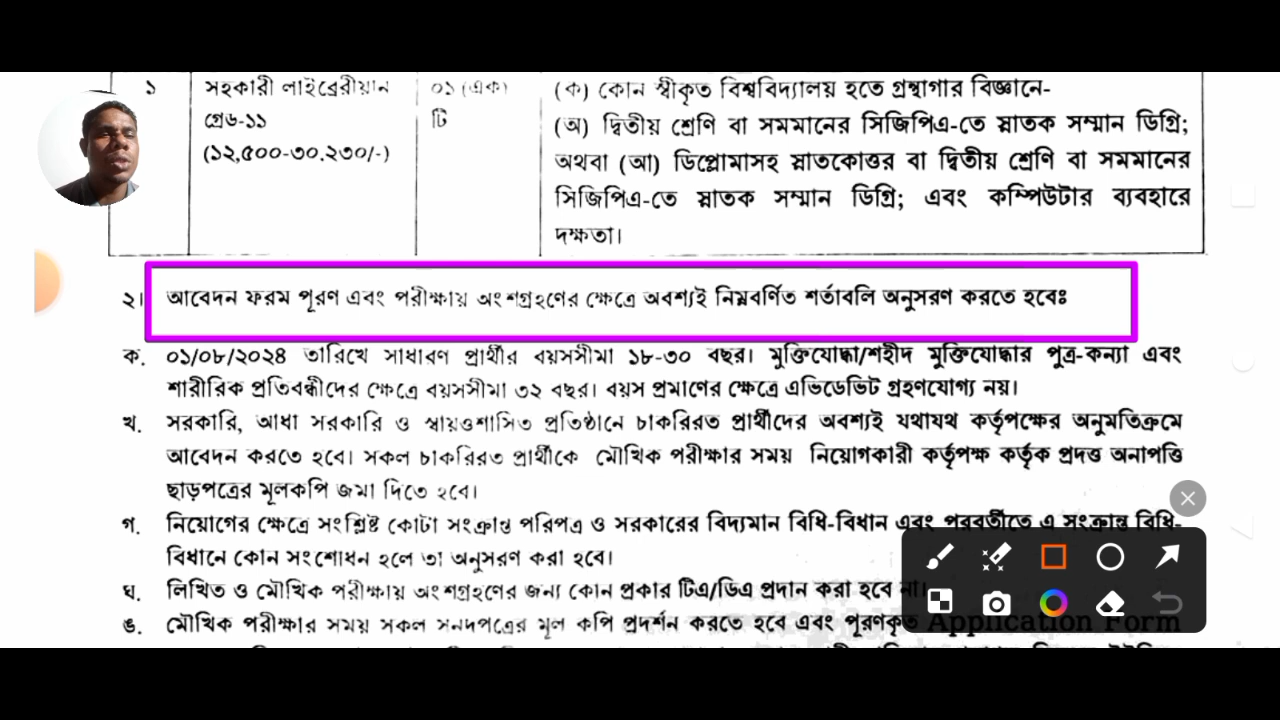 ১ সহকারী লাইব্রেরীয়ান ০১ (এক) (ক) কোন স্বীকৃত বিশ্ববিদ্যালয় হতে গ্রন্থাগার বিজ্ঞানে-
গ্রেড-১১ টি (অ) দ্বিতীয় শ্রেণি বা সমমানের সিজিপিএ-তে স্নাতক সম্মান ডিগ্রি;
(১২,৫০০-৩০.২৩০/-) অথবা (আ) ডিপ্লোমাসহ স্নাতকোত্তর বা দ্বিতীয় শ্রেণি বা সমমানের
সিজিপিএ-তে স্নাতক সম্মান ডিগ্রি; এবং কম্পিউটার ব্যবহারে
দক্ষতা।
২। আবেদন ফরম পূরণ এবং পরীক্ষায় অংশগ্রহণের ক্ষেত্রে অবশ্যই নিম্নবর্ণিত শর্তাবলি অনুসরণ করতে হবেঃ
ক. ০১/০৮/২০২৪ তারিখে সাধারণ প্রার্থীর বয়সসীমা ১৮-৩০ বছর। মুক্তিযোদ্ধা/শহীদ মুক্তিযোদ্ধার পুত্র-কন্যা এবং
শারীরিক প্রতিবন্ধীদের ক্ষেত্রে বয়সসীমা ৩২ বছর। বয়স প্রমাণের ক্ষেত্রে এভিডেভিট গ্রহণযোগ্য নয়।
খ. সরকারি, আধা সরকারি ও স্বায়ত্তশাসিত প্রতিষ্ঠানে চাকরিরত প্রার্থীদের অবশ্যই যথাযথ কর্তৃপক্ষের অনুমতিক্রমে
আবেদন করতে হবে। সকল চাকরিরত প্রার্থীকে মৌখিক পরীক্ষার সময় নিয়োগকারী কর্তৃপক্ষ কর্তৃক প্রদত্ত অনাপত্তি
ছাড়পত্রের মূলকপি জমা দিতে হবে।
গ. নিয়োগের ক্ষেত্রে সংশ্লিষ্ট কোটা সংক্রান্ত পরিপত্র ও সরকারের বিদ্যমান বিধি-বিধান এবং পরবর্তীতে এ সংক্রান্ত বিধি-
বিধানে কোন সংশোধন হলে তা অনুসরণ করা হবে।
ঘ. লিখিত ও মৌখিক পরীক্ষায় অংশগ্রহণের জন্য কোন প্রকার টিএ/ডিএ প্রদান করা হবে না।
ঙ. মৌখিক পরীক্ষার সময় সকল সনদপত্রের মূল কপি প্রদর্শন করতে হবে এবং পূরণকৃত Application Form